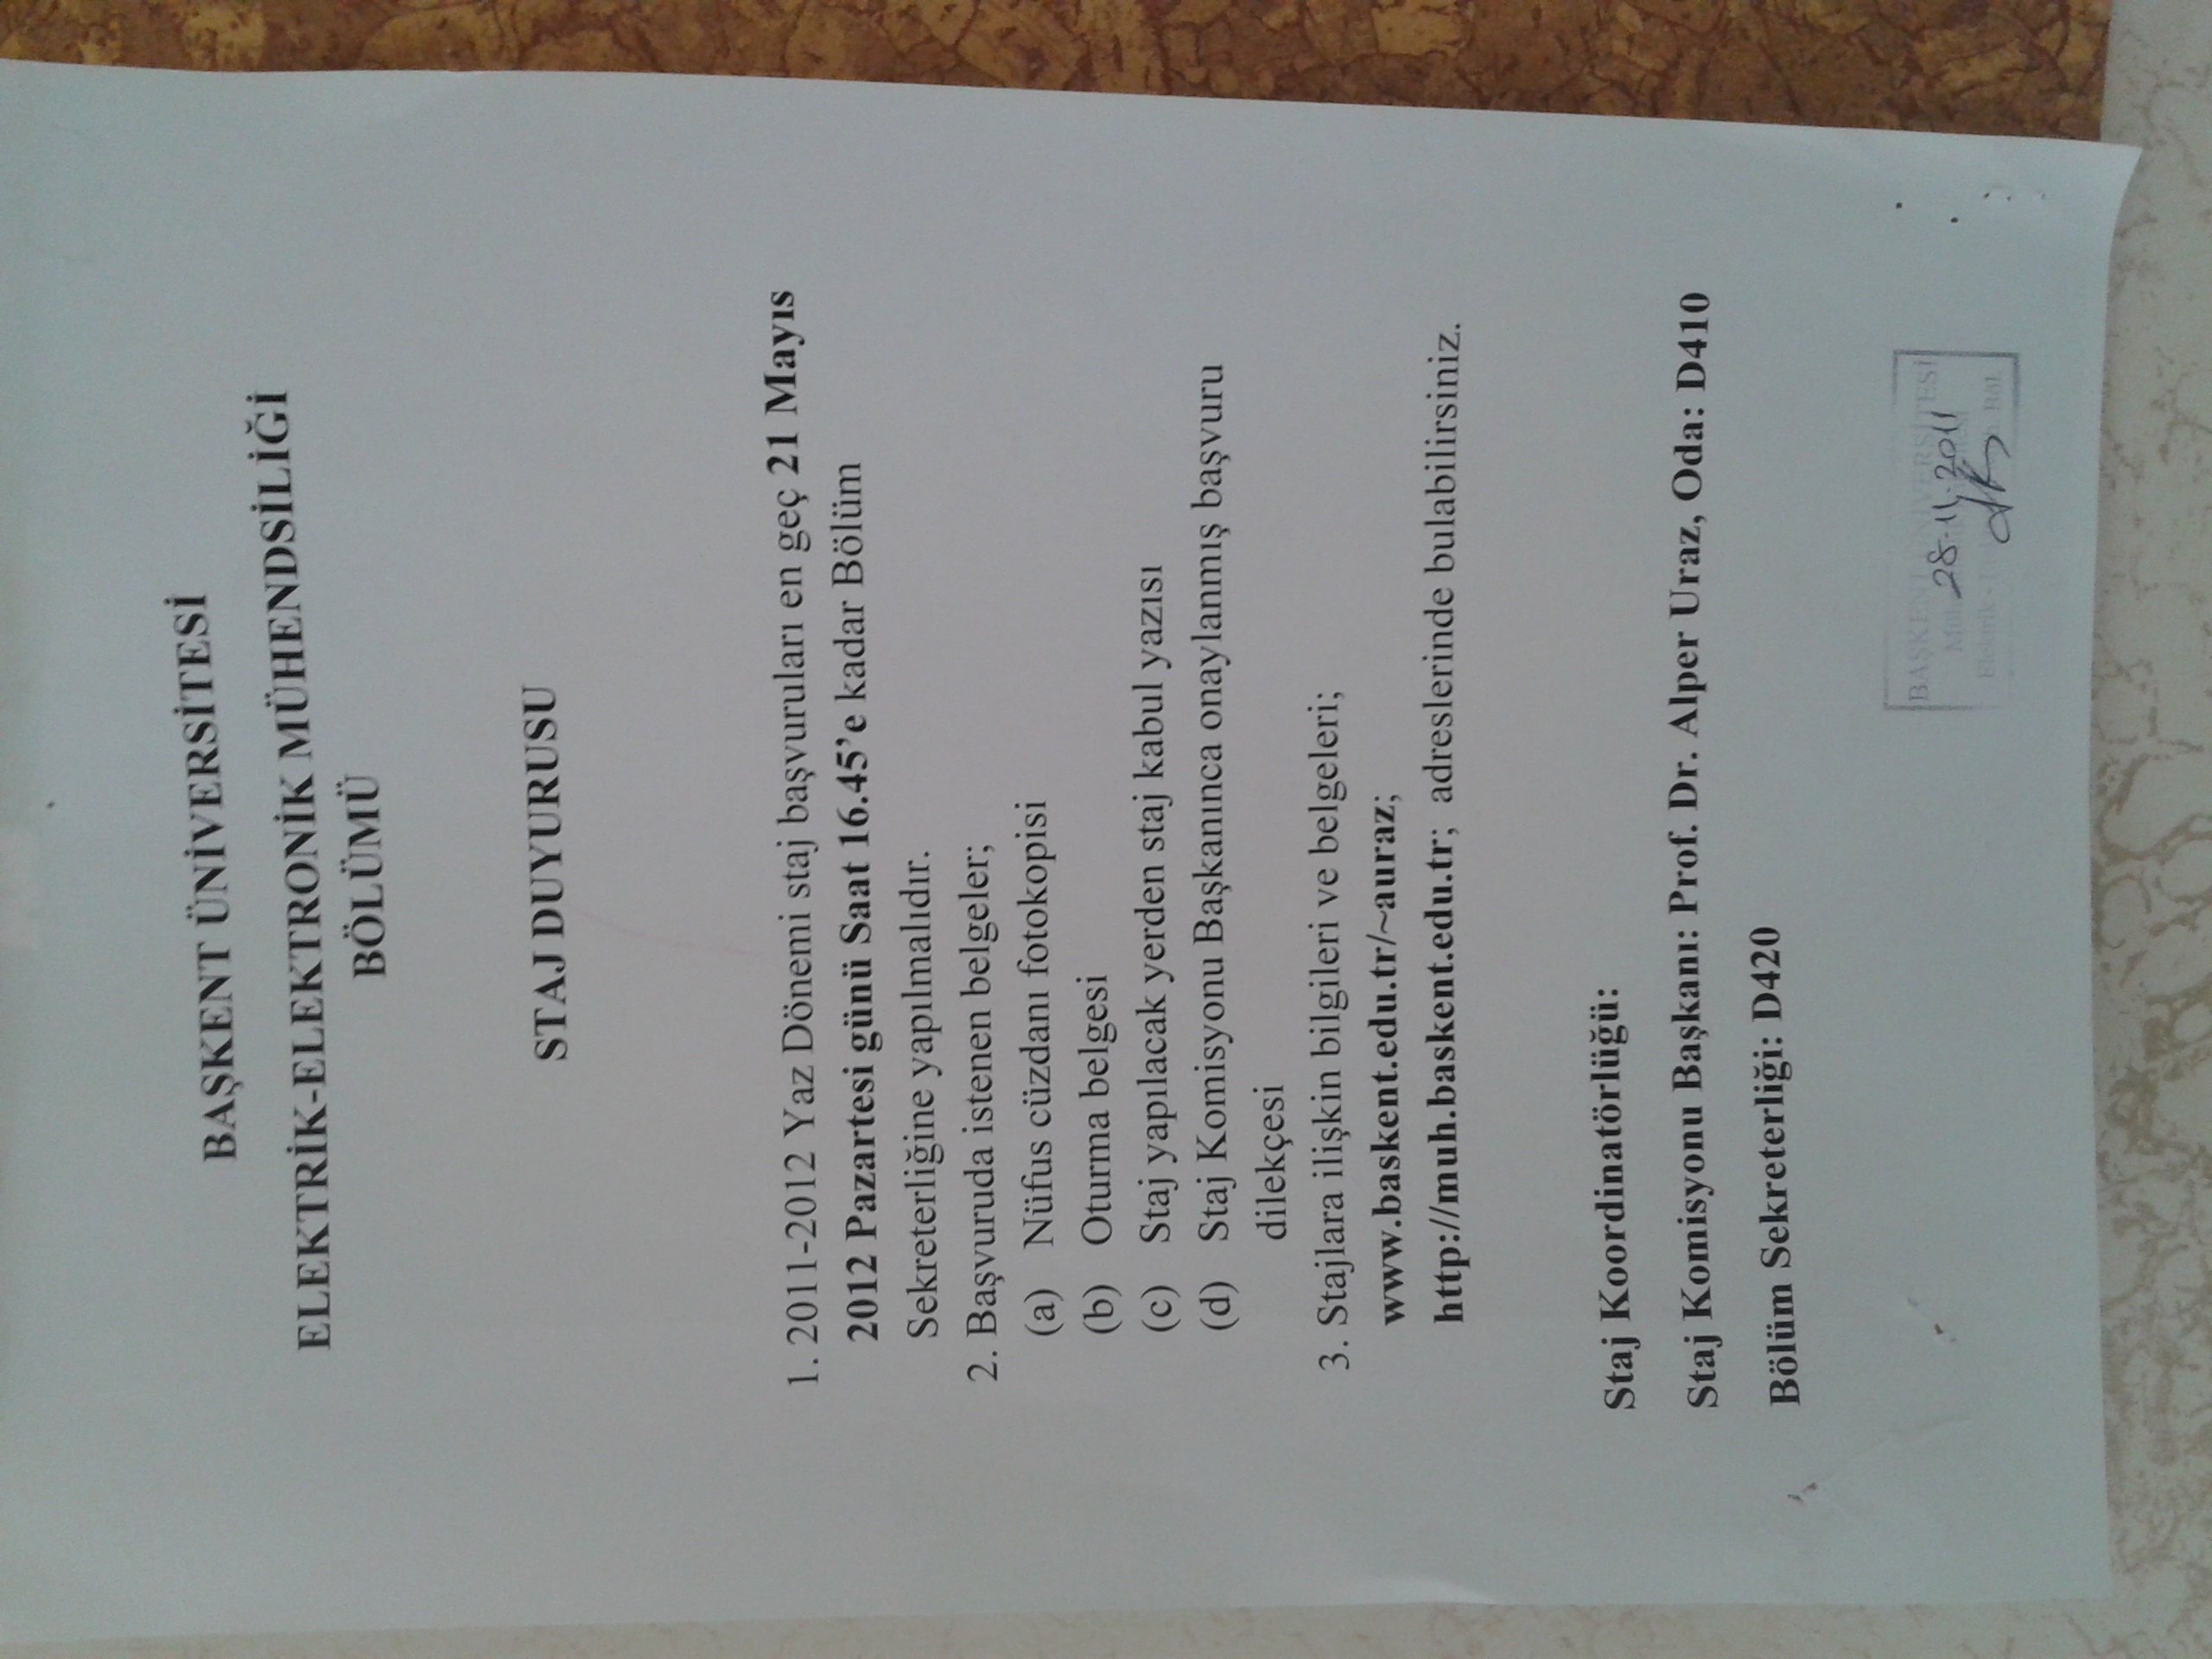 BAŞKENT ÜNİVERSİTESİ
ELEKTRİK-ELEKTRONİK MÜHENDSİLİĞİ
BÖLÜMÜ
STAJ DUYURUSU
1. 2011-2012 Yaz Dönemi staj başvuruları en geç 21 Mayıs
2012 Pazartesi günü Saat 16.45’e kadar Bölüm
Sekreterliğine yapılmalıdır.
2. Başvuruda istenen belgeler;
(a) Nüfus cüzdanı fotokopisi
(b) Oturma belgesi
(c) Staj yapılacak yerden staj kabul yazısı
(d) Staj Komisyonu Başkanınca onaylanmış başvuru
dilekçesi
3. Stajlara ilişkin bilgileri ve belgeleri;
www.baskent.edu.tr/~auraz;
http://muh.baskent.edu.tr; adreslerinde bulabilirsiniz.
Staj Koordinatörlüğü:
Staj Komisyonu Başkanı: Prof. Dr. Alper Uraz, Oda: D410
Bölüm Sekreterliği: D420
BAŞKENT ÜNİVERSİTESİ
28.11.2011
Elektrik - Böl.